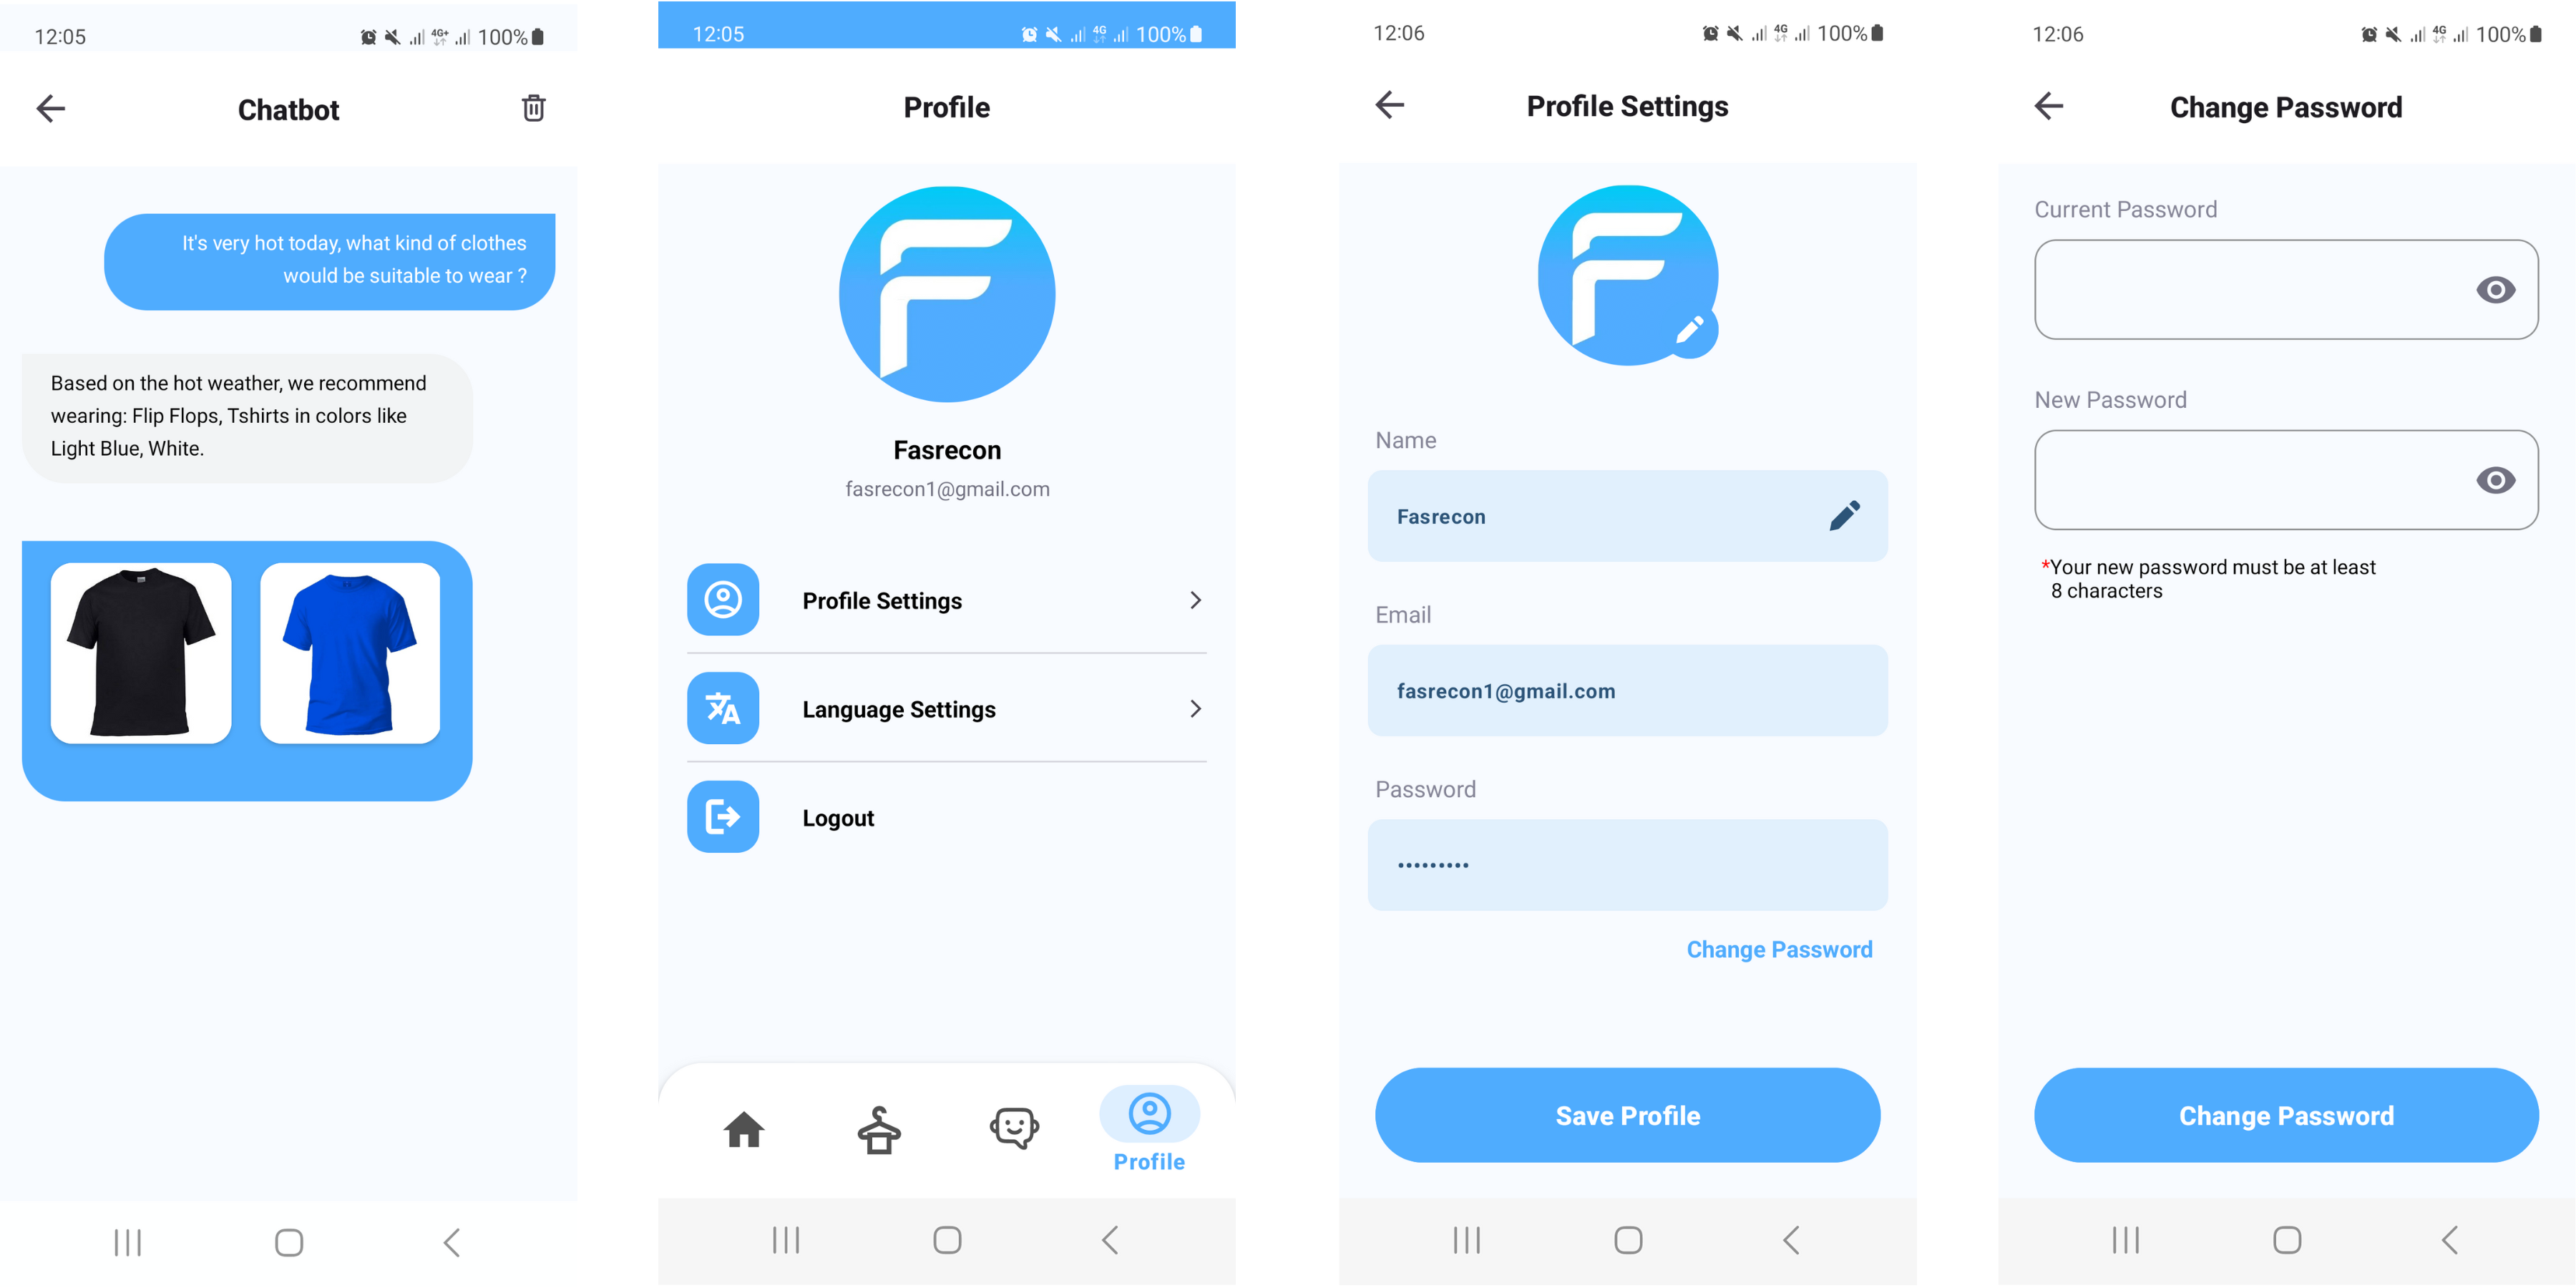 12:05
4G+
100%
Chatbot
It's very hot today, what kind of clothes
would be suitable to wear ?
Based on the hot weather, we recommend
wearing: Flip Flops, Tshirts in colors like
Light Blue, White.
12:05
4G
100%
Profile
Fasrecon
fasrecon1@gmail.com
Profile Settings
Language Settings
Logout
Profile
12:06
4G
100%
Profile Settings
Name
Fasrecon
Email
fasrecon1@gmail.com
Password
•••••••••
Change Password
Save Profile
12:06
4G
100%
Change Password
Current Password
New Password
*Your new password must be at least
8 characters
Change Password